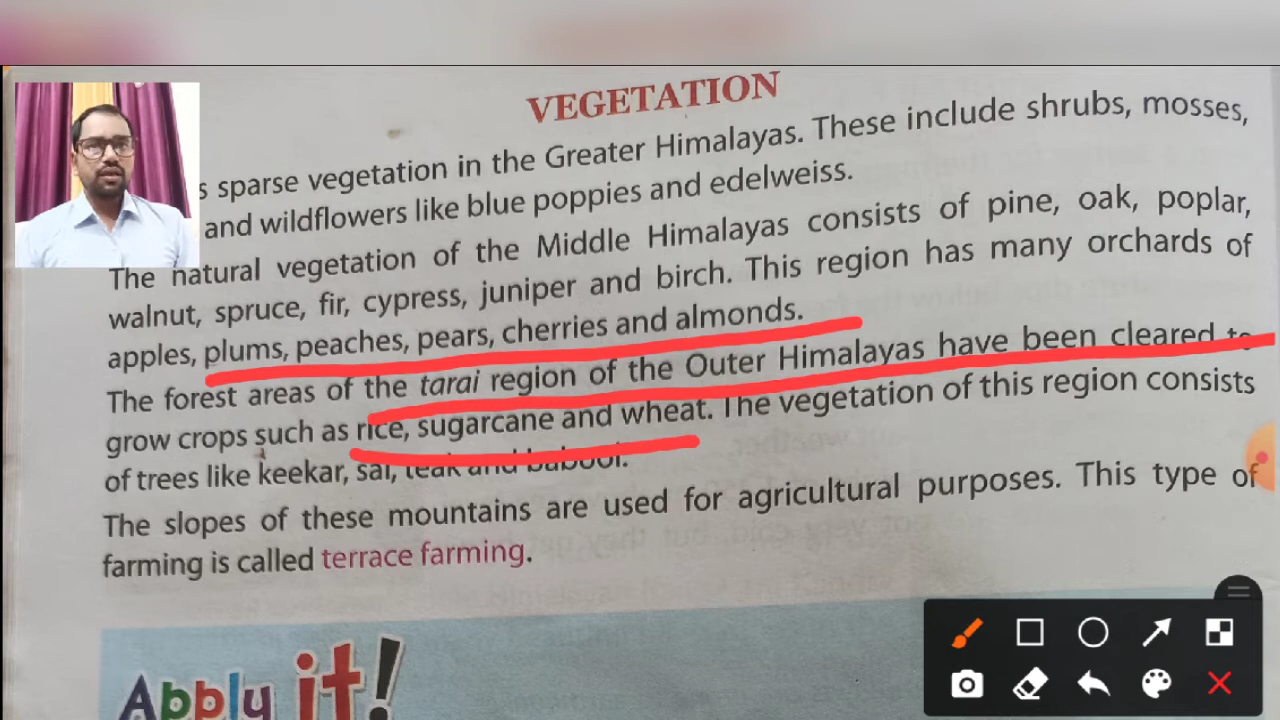 VEGETATION
s sparse vegetation in the Greater Himalayas. These include shrubs, mosses,
and wildflowers like blue poppies and edelweiss.
The natural vegetation of the Middle Himalayas consists of pine, oak, poplar,
walnut, spruce, fir, cypress, juniper and birch. This region has many orchards of
apples, plums, peaches, pears, cherries and almonds.
The forest areas of the tarai region of the Outer Himalayas have been cleared to
grow crops such as rice, sugarcane and wheat. The vegetation of this region consists
of trees like keekar, sal, teak and babool.
The slopes of these mountains are used for agricultural purposes. This type of
farming is called terrace farming.
Apply it!